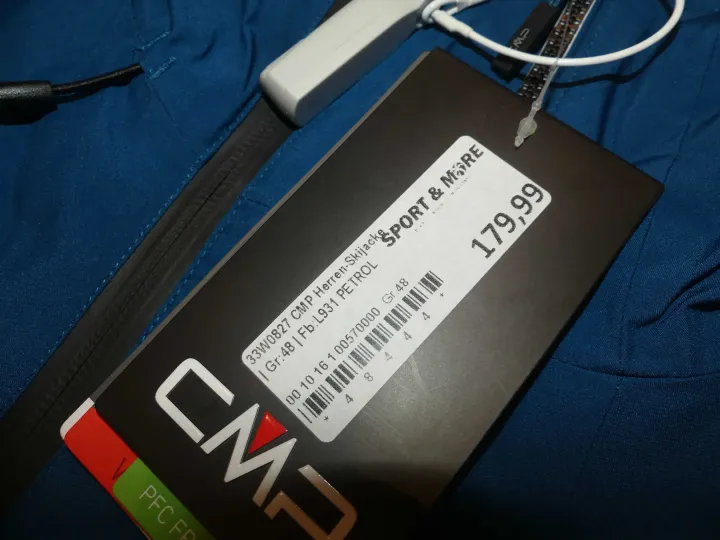 CMP
SPORT & MORE
179,99
33W0827 CMP Herren-Skijacke
| Gr.48 | Fb.L931 PETROL
00 10 16 1 00570000 Gr.48
* 4 8 4 4 4 *
CMP
PFC